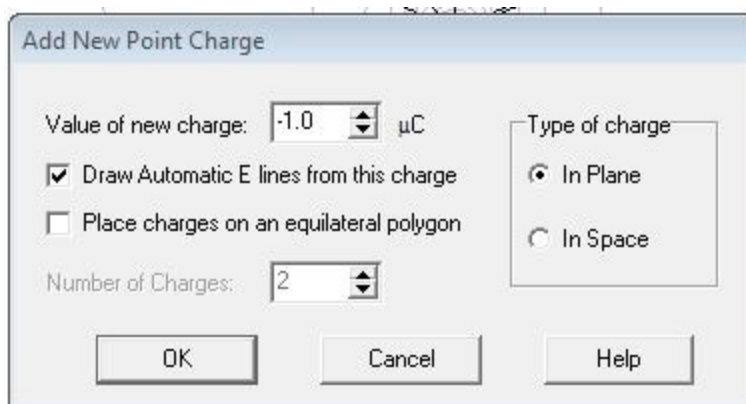 Add New Point Charge
Value of new charge: -1.0 µC
Draw Automatic E lines from this charge
Place charges on an equilateral polygon
Number of Charges: 2
Type of charge
In Plane
In Space
OK Cancel Help